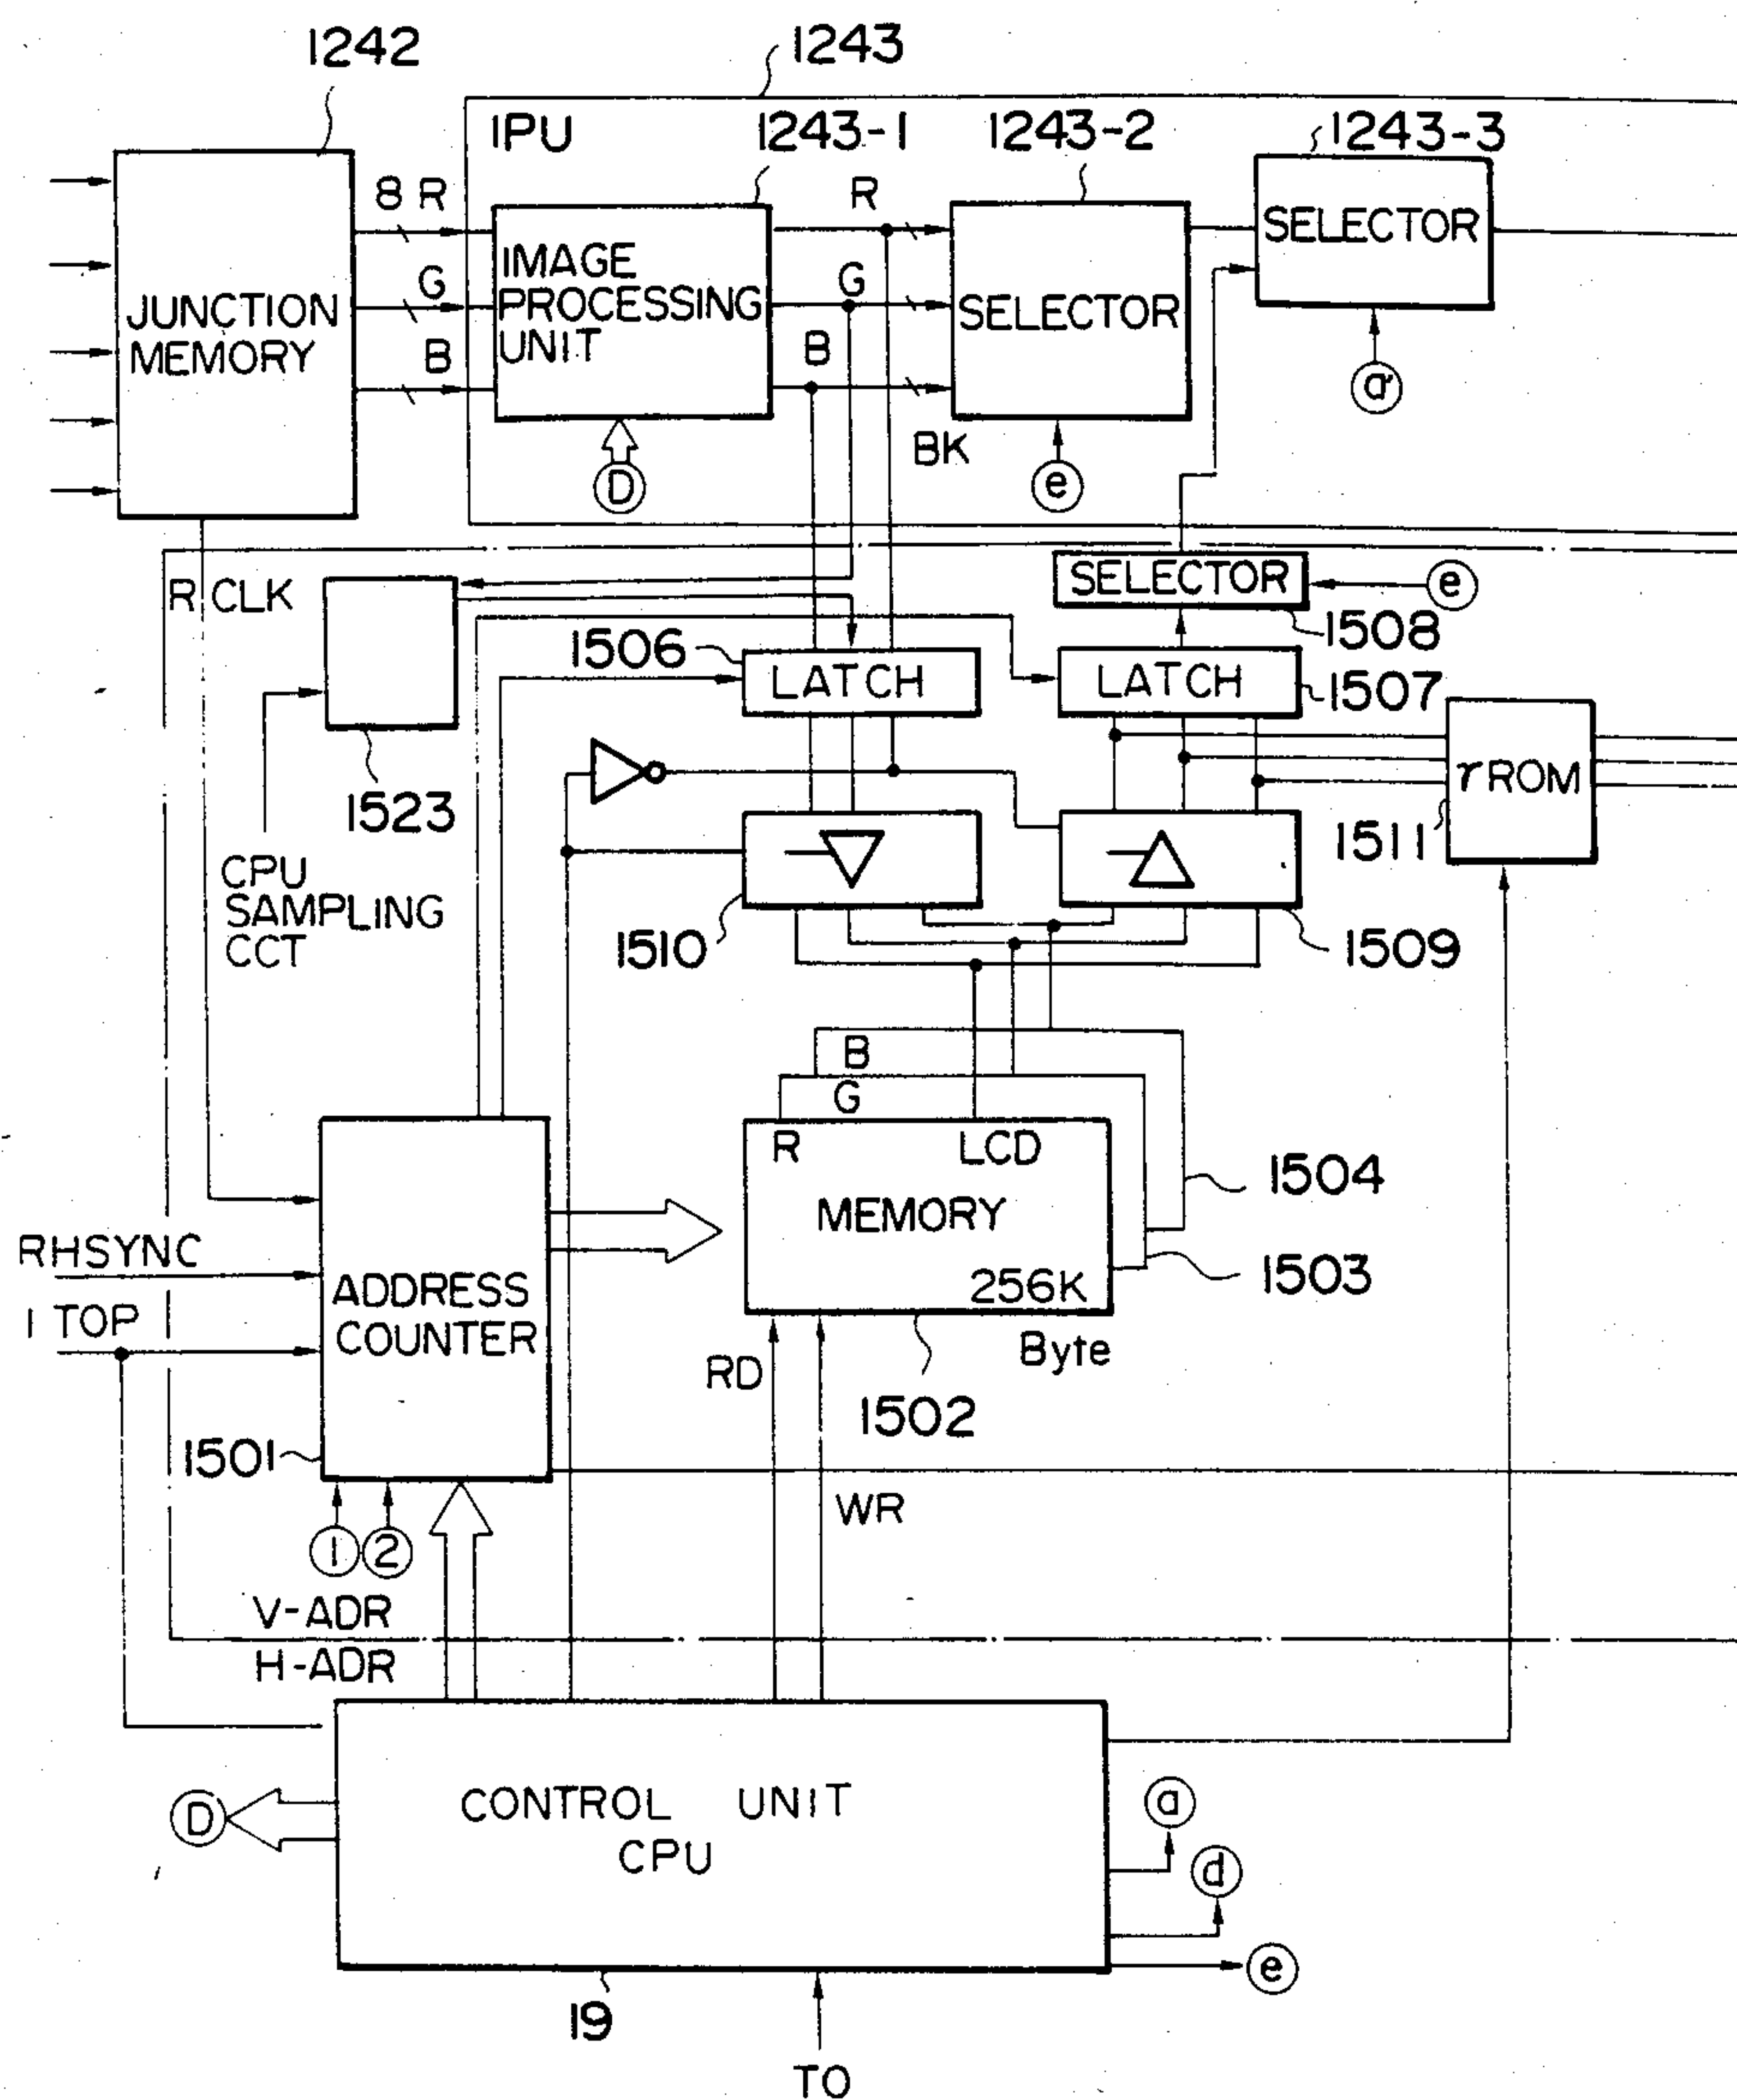 1242
1243
IPU
1243-1
1243-2
1243-3
8 R
G
B
JUNCTION
MEMORY
IMAGE
PROCESSING
UNIT
R
G
B
BK
SELECTOR
SELECTOR
a
D
e
R CLK
SELECTOR
e
1508
1506
LATCH
LATCH
1507
1523
γROM
1511
CPU
SAMPLING
CCT
1510
1509
B
G
R
LCD
MEMORY
256K
Byte
1504
1503
1502
RHSYNC
I TOP
ADDRESS
COUNTER
1501
RD
WR
1
2
V-ADR
H-ADR
CONTROL UNIT
CPU
D
a
d
e
19
TO